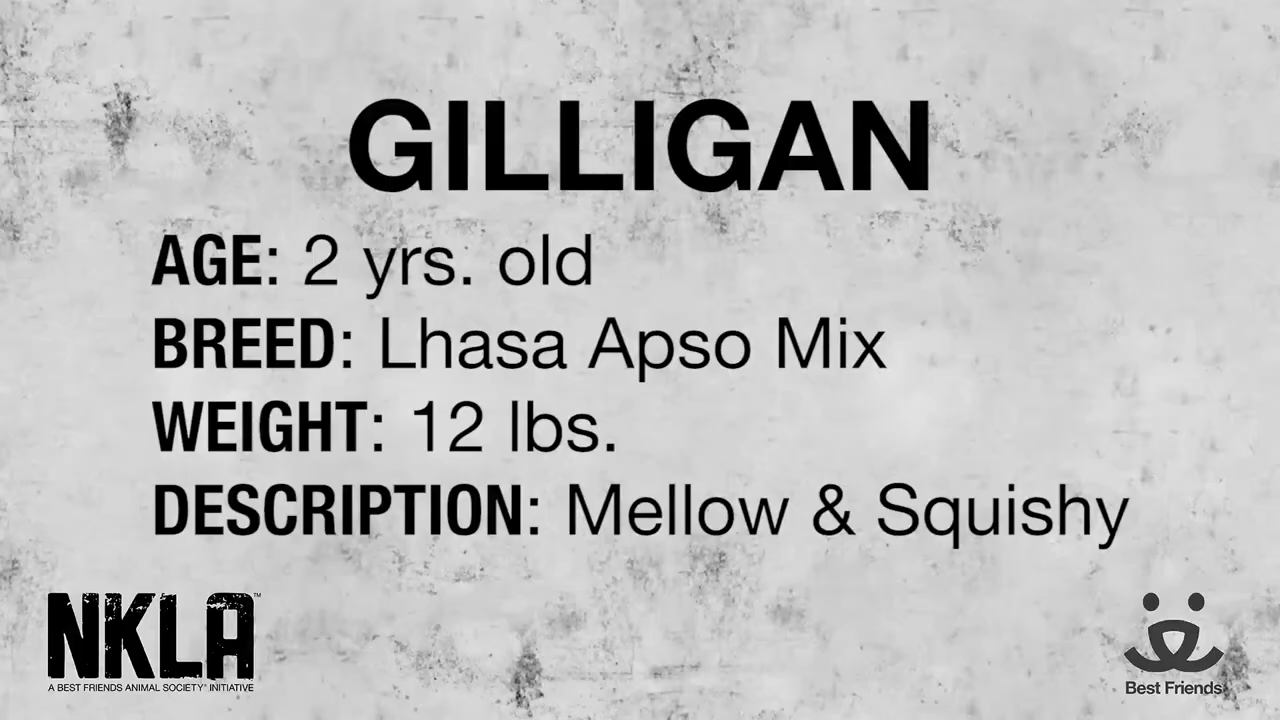 GILLIGAN
AGE: 2 yrs. old
BREED: Lhasa Apso Mix
WEIGHT: 12 lbs.
DESCRIPTION: Mellow & Squishy
NKLA™
A BEST FRIENDS ANIMAL SOCIETY® INITIATIVE
Best Friends